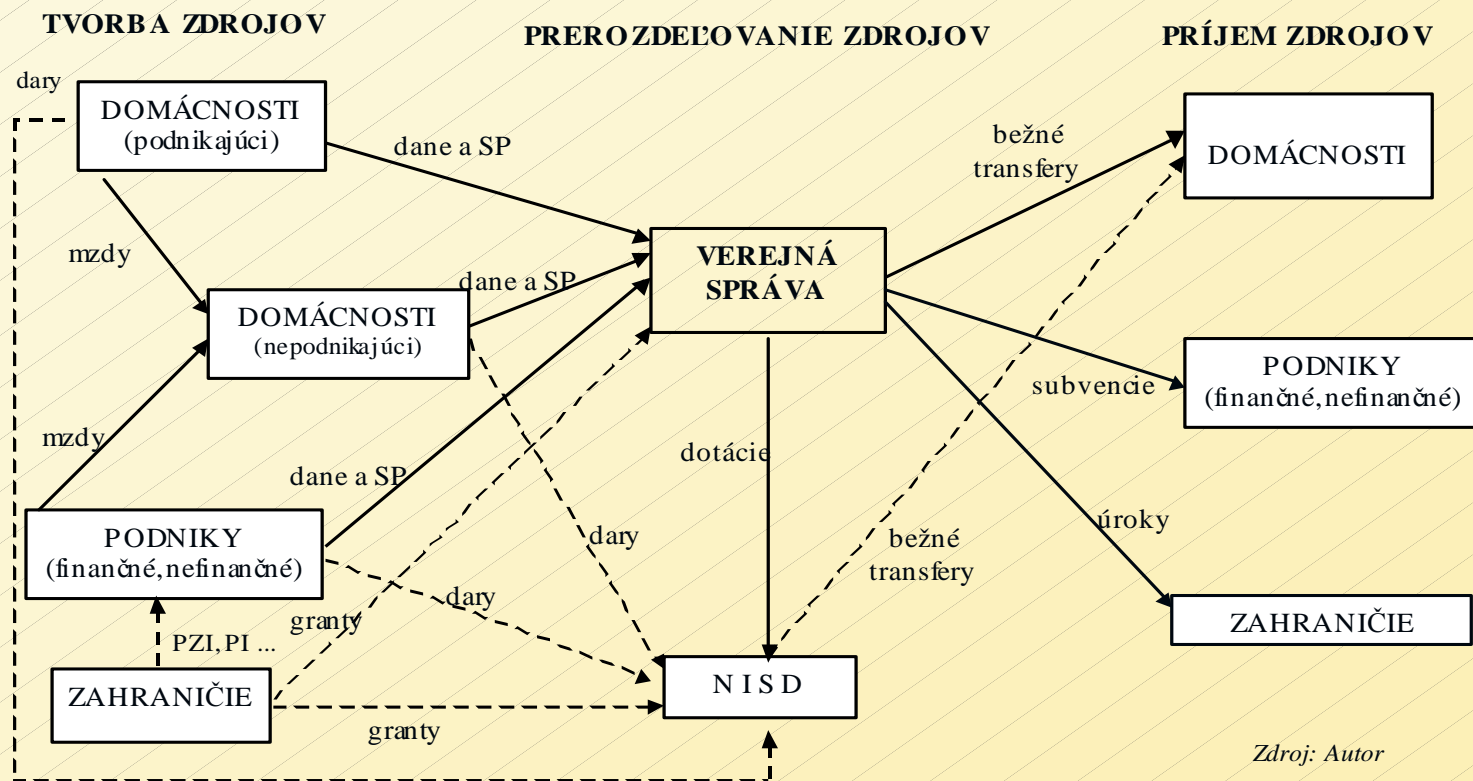 TVORBA ZDROJOV
PREROZDEĽOVANIE ZDROJOV
PRÍJEM ZDROJOV
dary
DOMÁCNOSTI
(podnikajúci)
dane a SP
bežné
transfery
DOMÁCNOSTI
mzdy
VEREJNÁ
SPRÁVA
dane a SP
DOMÁCNOSTI
(nepodnikajúci)
PODNIKY
(finančné, nefinančné)
subvencie
mzdy
dotácie
dane a SP
úroky
PODNIKY
(finančné, nefinančné)
dary
bežné
transfery
dary
granty
ZAHRANIČIE
PZI, PI ...
ZAHRANIČIE
N I S D
granty
Zdroj: Autor